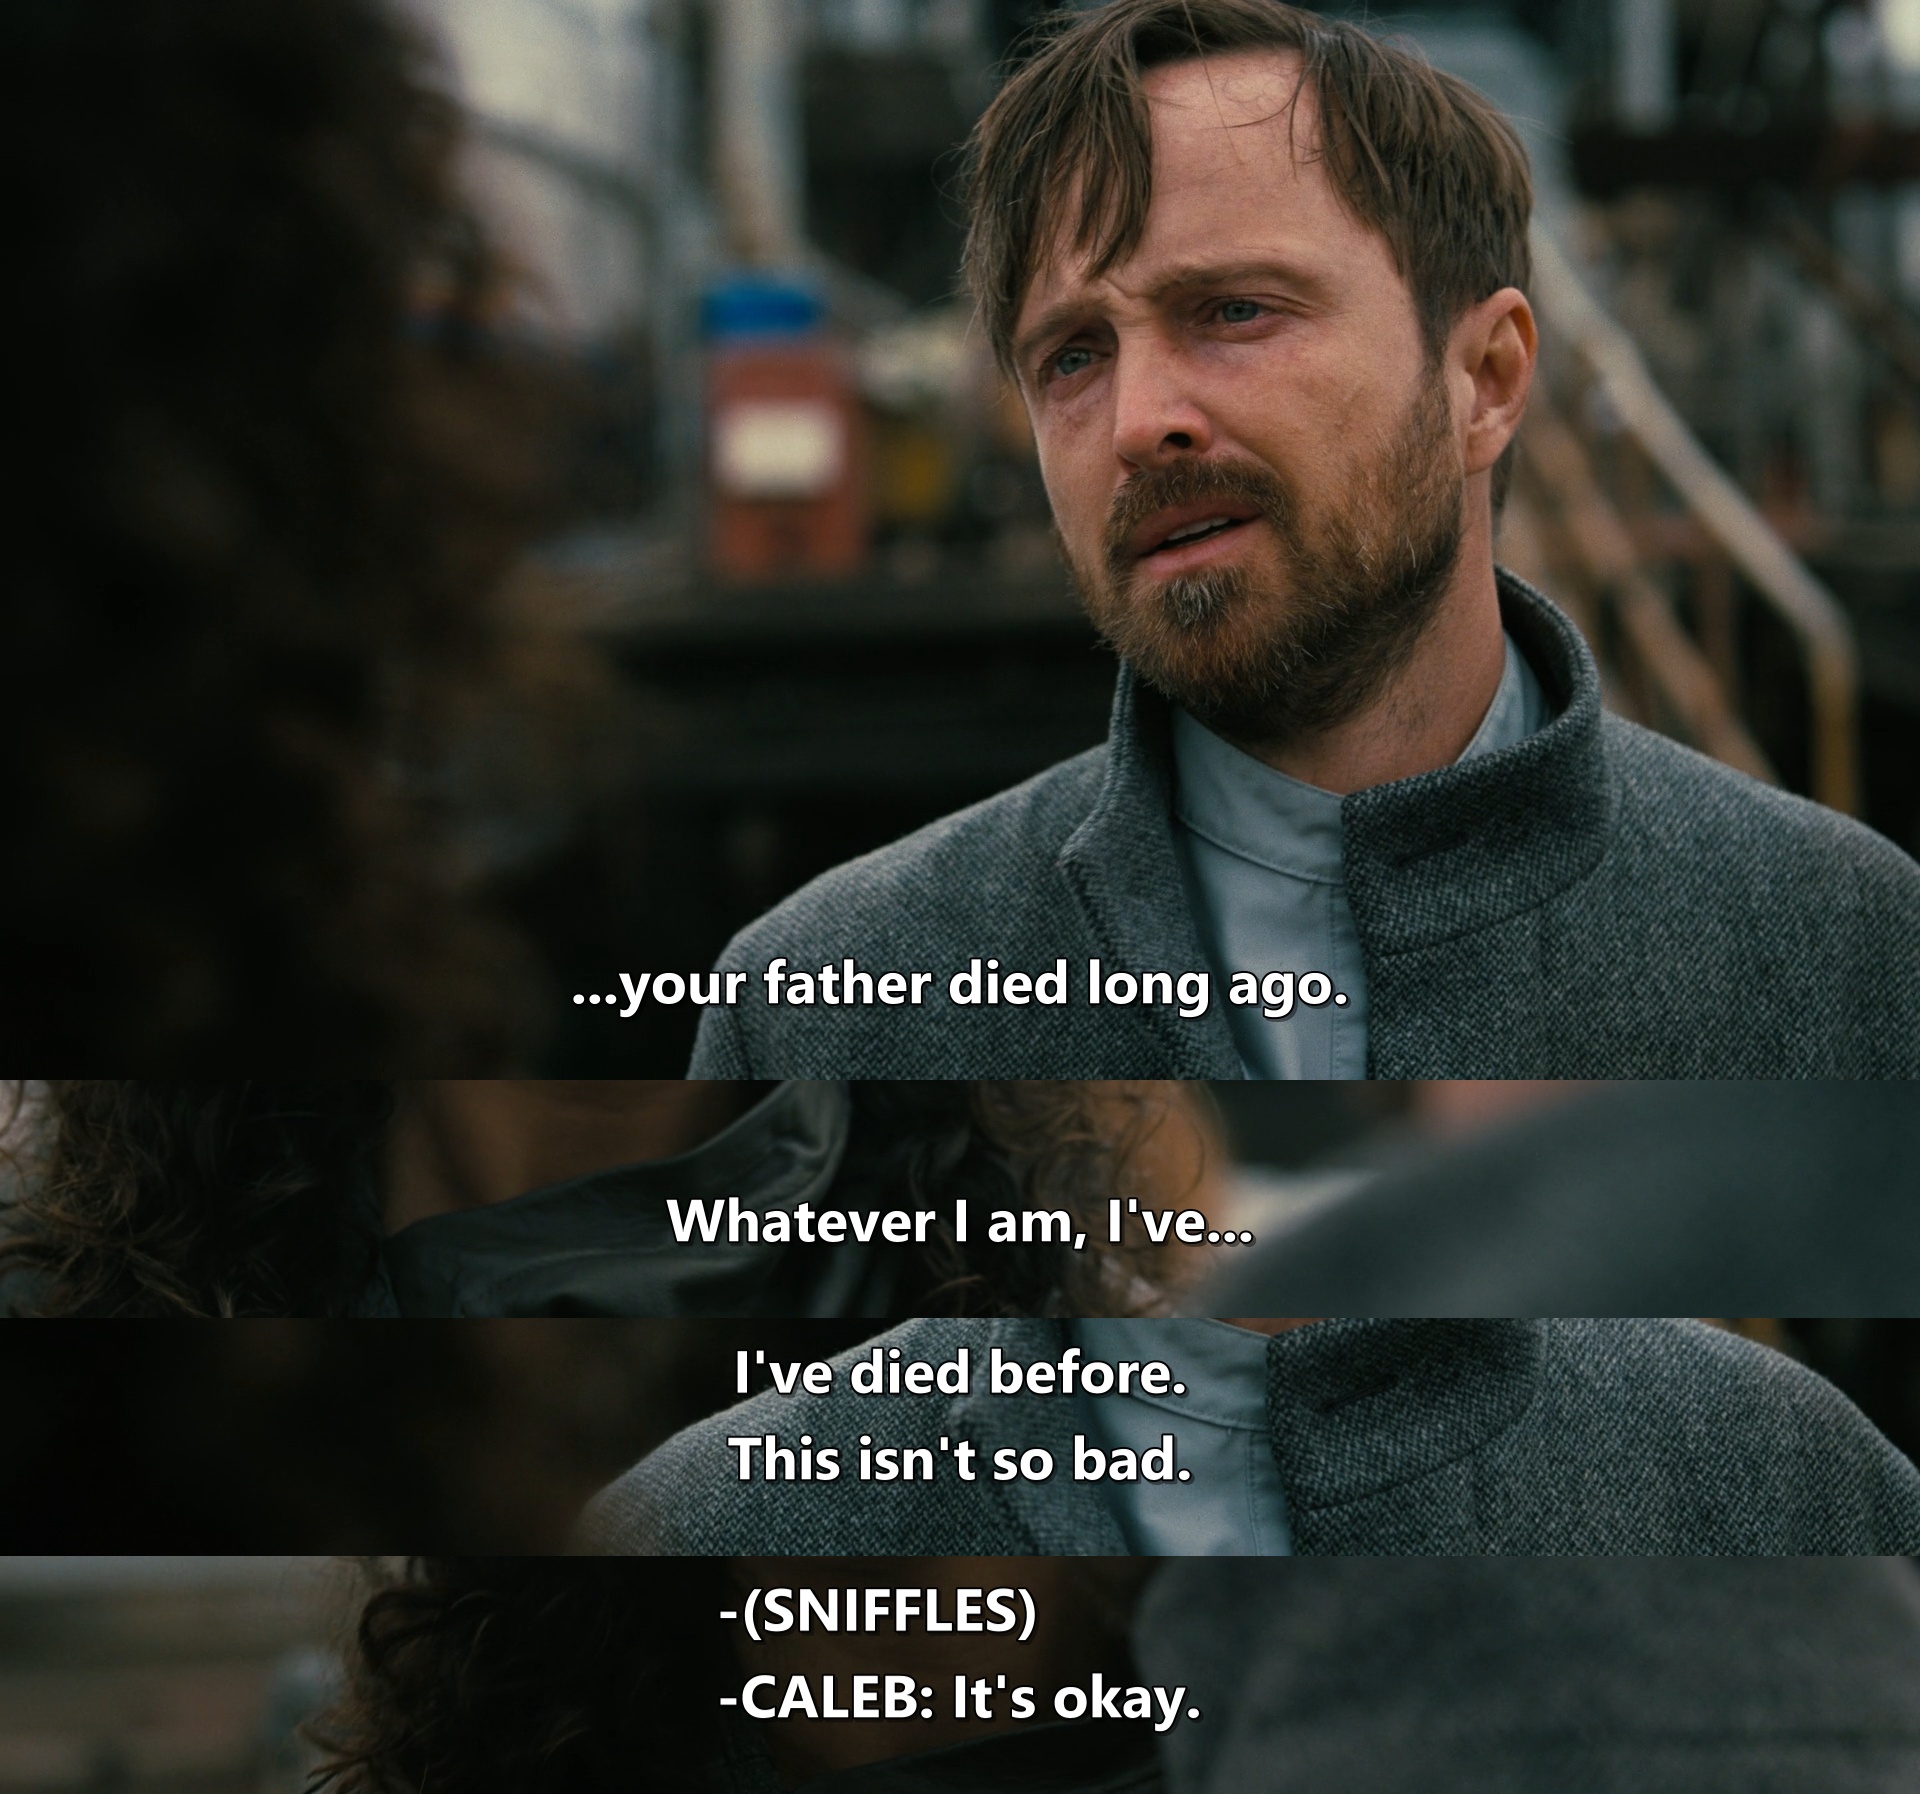 ...your father died long ago.
Whatever I am, I've...
I've died before.
This isn't so bad.
-(SNIFFLES)
-CALEB: It's okay.